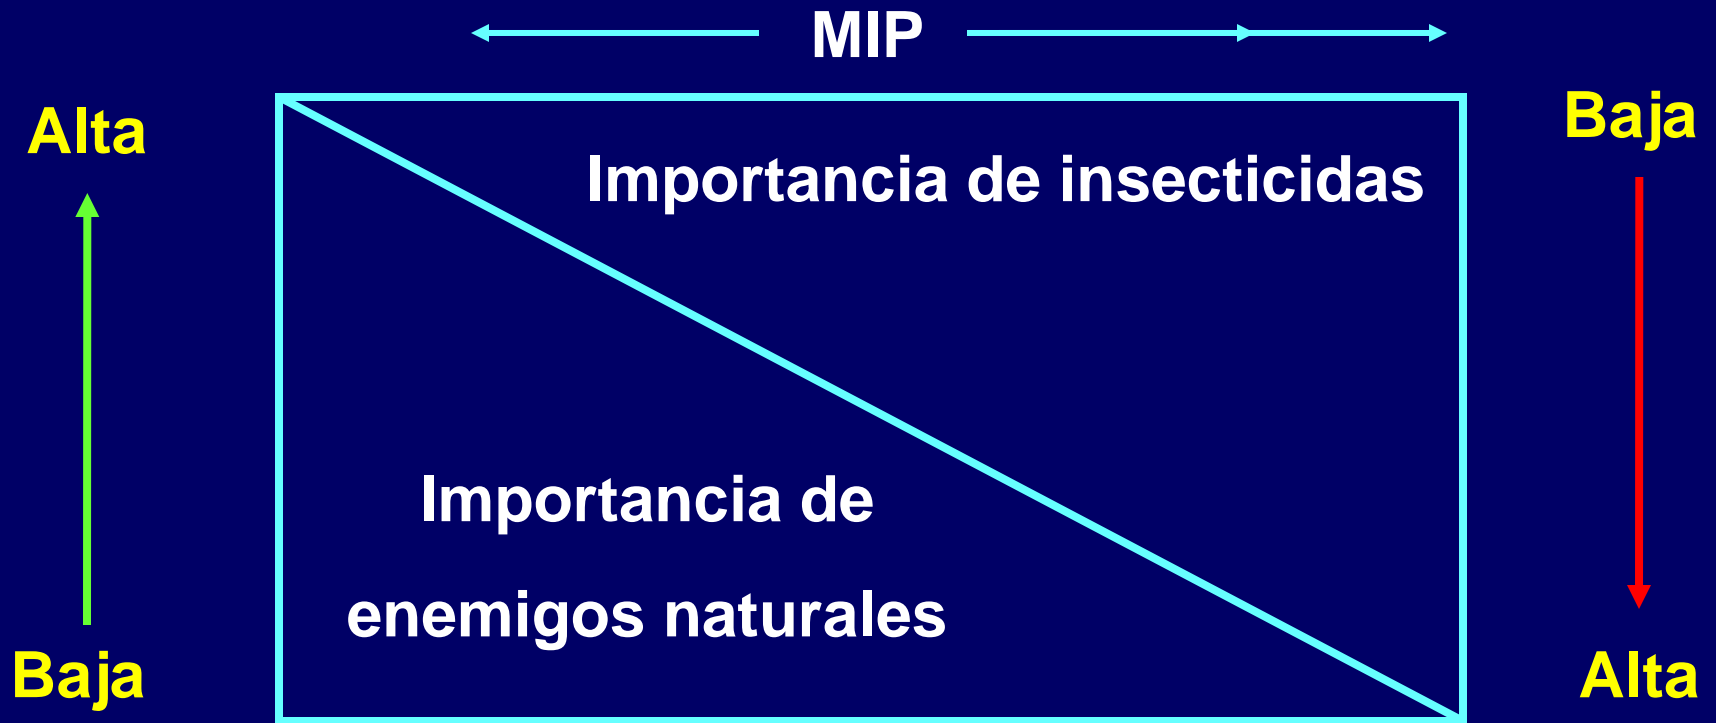 MIP
Alta
Baja
Importancia de insecticidas
Importancia de
enemigos naturales
Baja
Alta